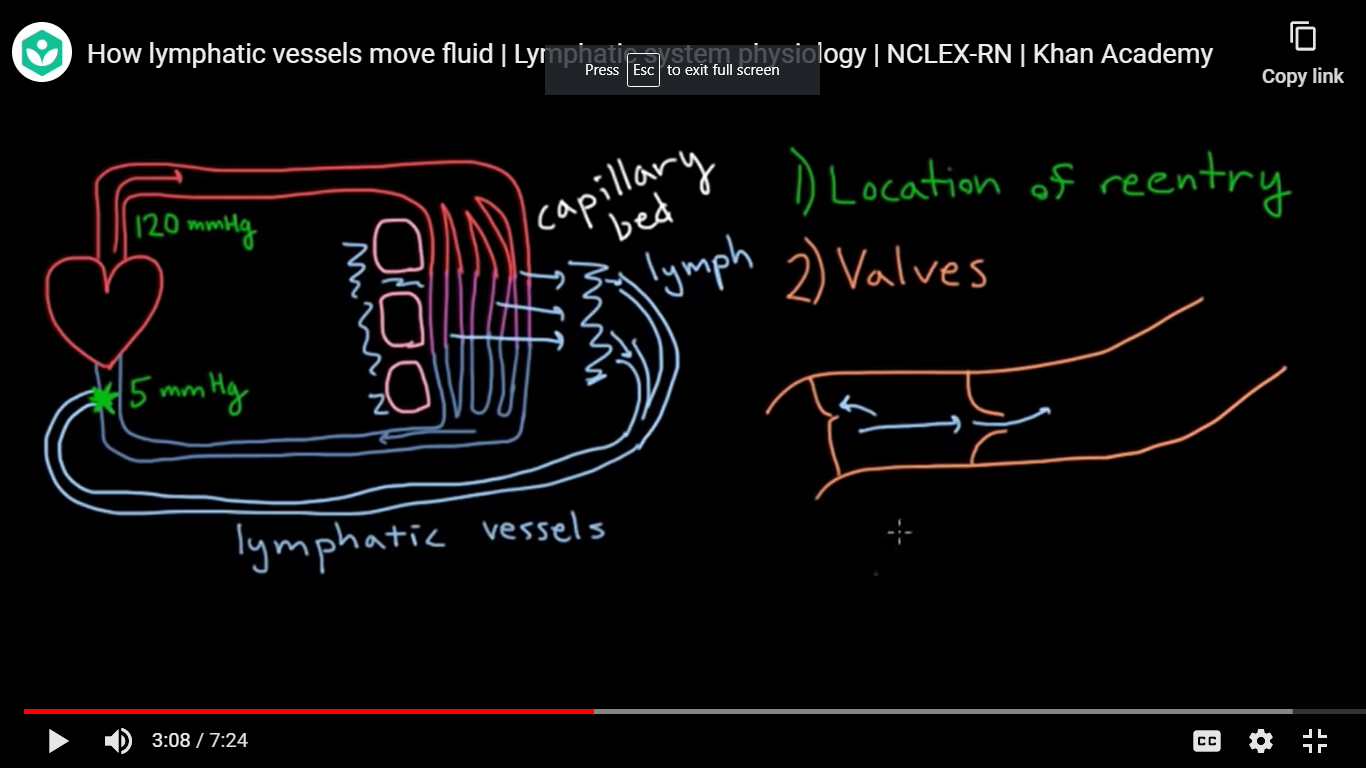 How lymphatic vessels move fluid | Lymphatic system physiology | NCLEX-RN | Khan Academy
Press Esc to exit full screen
Copy link
120 mmHg
capillary
bed
lymph
5 mmHg
lymphatic vessels
1) Location of reentry
2) Valves
3:08 / 7:24
CC